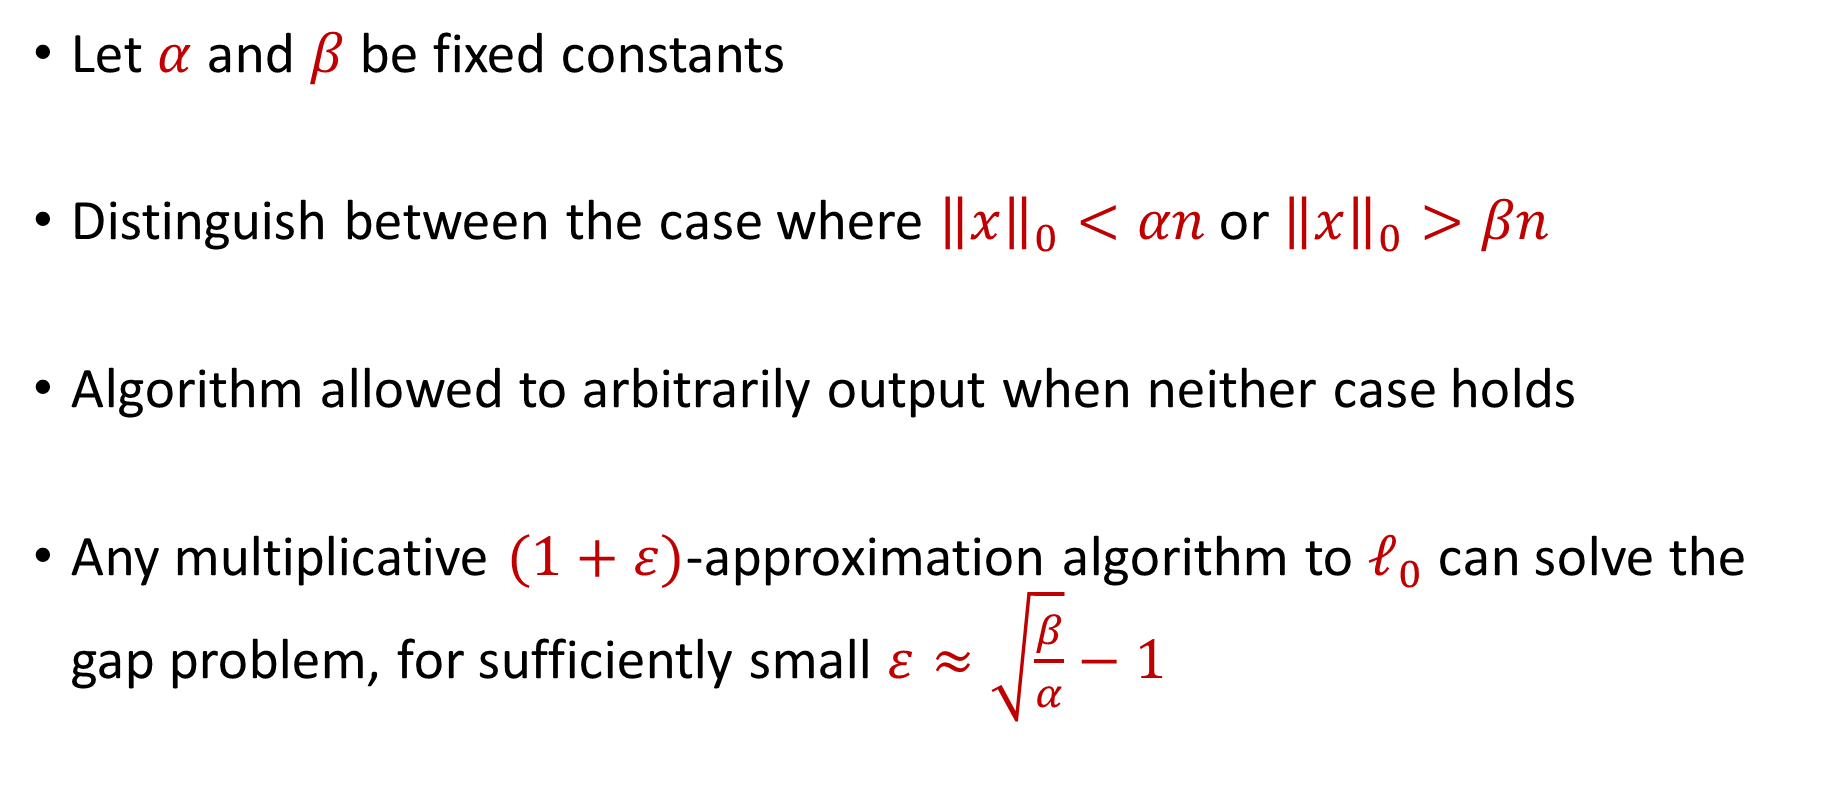 • Let α and β be fixed constants
• Distinguish between the case where ‖x‖₀ < αn or ‖x‖₀ > βn
• Algorithm allowed to arbitrarily output when neither case holds
• Any multiplicative (1 + ε)-approximation algorithm to ℓ₀ can solve the
gap problem, for sufficiently small ε ≈ √(β/α) − 1